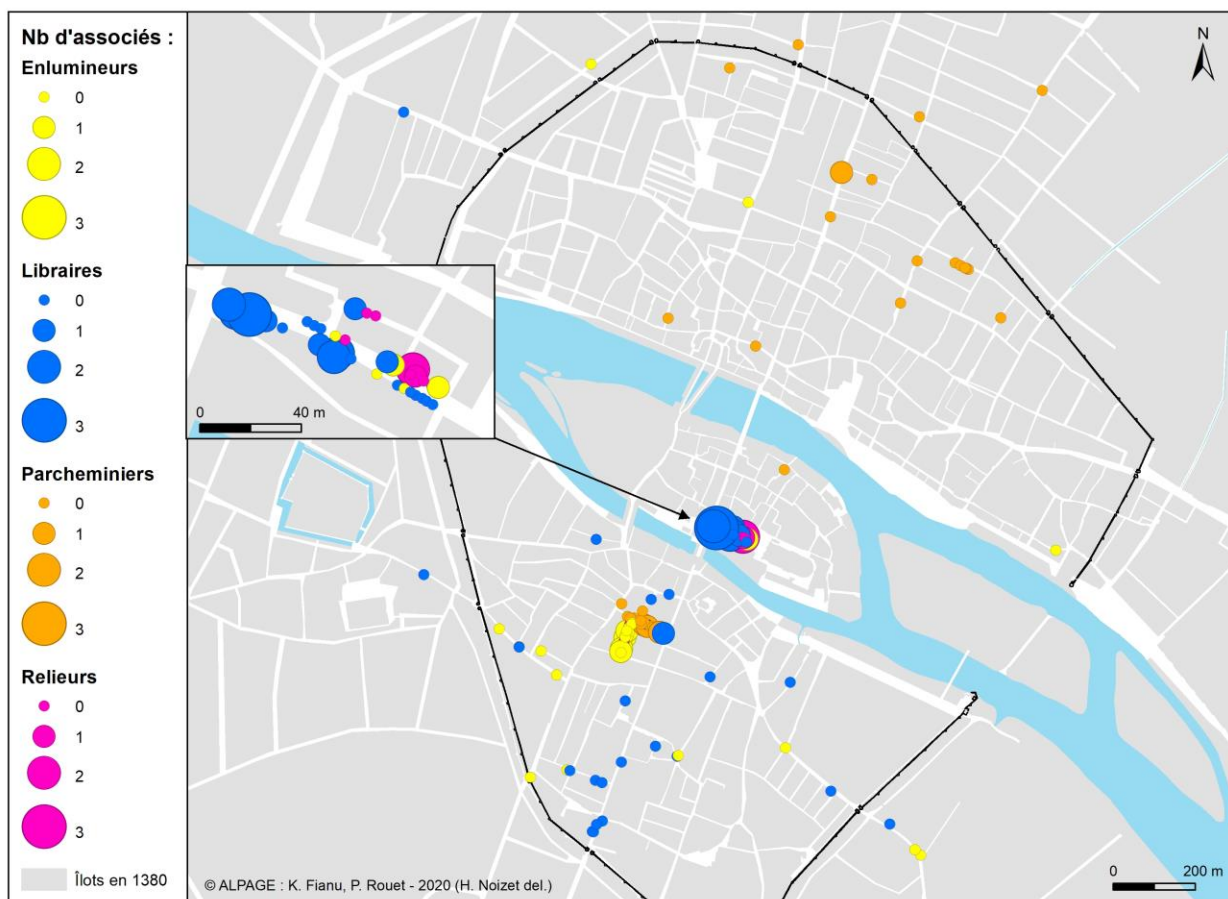 Nb d'associés :
Enlumineurs
0
1
2
3
Libraires
0
1
2
3
Parcheminiers
0
1
2
3
Relieurs
0
1
2
3
Îlots en 1380
N
0 40 m
© ALPAGE : K. Fianu, P. Rouet - 2020 (H. Noizet del.)
0 200 m